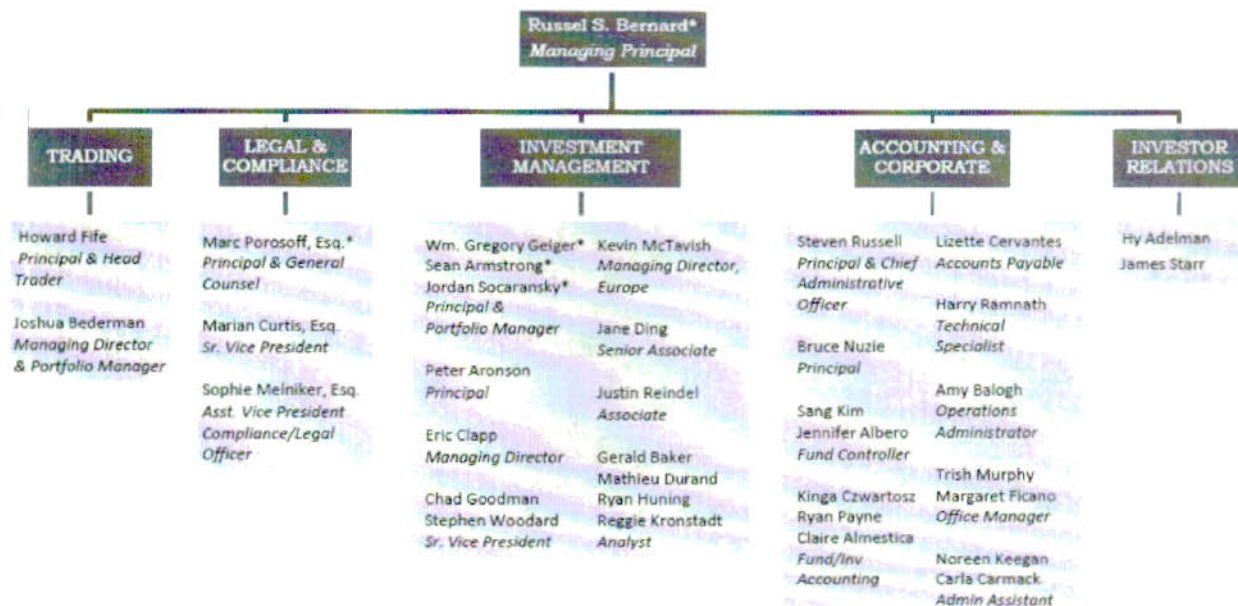 Russel S. Bernard*
Managing Principal
TRADING
Howard Fife
Principal & Head
Trader
Joshua Bederman
Managing Director
& Portfolio Manager
LEGAL &
COMPLIANCE
Marc Porosoff, Esq.*
Principal & General
Counsel
Marian Curtis, Esq.
Sr. Vice President
Sophie Melniker, Esq.
Asst. Vice President
Compliance/Legal
Officer
INVESTMENT
MANAGEMENT
Wm. Gregory Geiger*
Sean Armstrong*
Jordan Socaransky*
Principal &
Portfolio Manager
Peter Aronson
Principal
Eric Clapp
Managing Director
Chad Goodman
Stephen Woodard
Sr. Vice President
Kevin McTavish
Managing Director,
Europe
Jane Ding
Senior Associate
Justin Reindel
Associate
Gerald Baker
Mathieu Durand
Ryan Huning
Reggie Kronstadt
Analyst
ACCOUNTING &
CORPORATE
Steven Russell
Principal & Chief
Administrative
Officer
Bruce Nuzie
Principal
Sang Kim
Jennifer Albero
Fund Controller
Kinga Czwartosz
Ryan Payne
Claire Almestica
Fund/Inv
Accounting
Lizette Cervantes
Accounts Payable
Harry Ramnath
Technical
Specialist
Amy Balogh
Operations
Administrator
Trish Murphy
Margaret Ficano
Office Manager
Noreen Keegan
Carla Carmack
Admin Assistant
INVESTOR
RELATIONS
Hy Adelman
James Starr